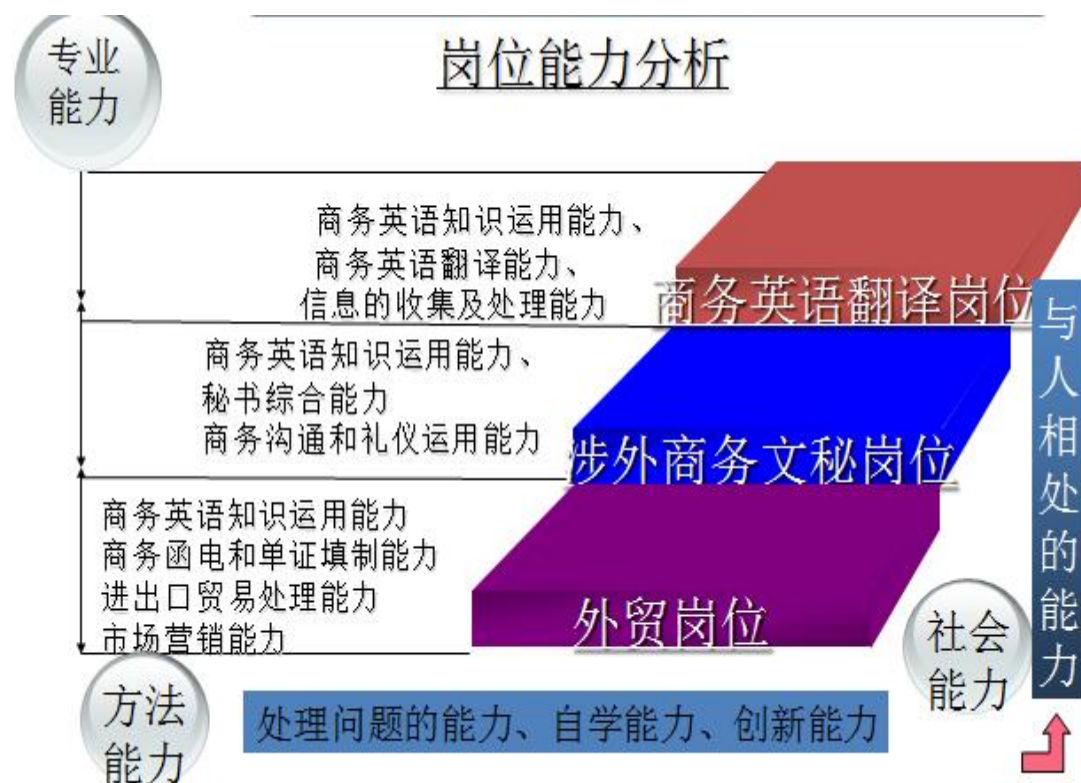 专业
能力
岗位能力分析
商务英语知识运用能力、
商务英语翻译能力、
信息的收集及处理能力
商务英语翻译岗位
商务英语知识运用能力、
秘书综合能力
商务沟通和礼仪运用能力
涉外商务文秘岗位
商务英语知识运用能力
商务函电和单证填制能力
进出口贸易处理能力
市场营销能力
外贸岗位
与人相处的能力
社会
能力
方法
能力
处理问题的能力、自学能力、创新能力